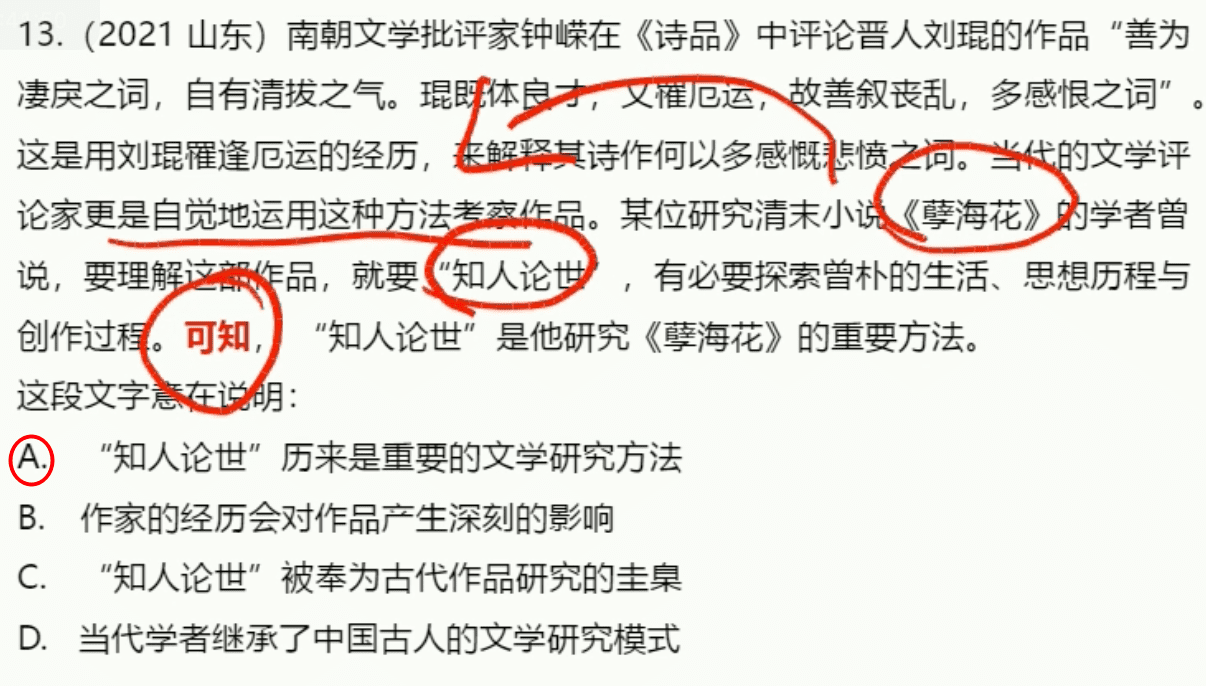 13.（2021 山东）南朝文学批评家钟嵘在《诗品》中评论晋人刘琨的作品“善为
凄戾之词，自有清拔之气。琨既体良才，又罹厄运，故善叙丧乱，多感恨之词”。
这是用刘琨罹逢厄运的经历，来解释其诗作何以多感慨悲愤之词。当代的文学评
论家更是自觉地运用这种方法考察作品。某位研究清末小说《孽海花》的学者曾
说，要理解这部作品，就要“知人论世”，有必要探索曾朴的生活、思想历程与
创作过程。可知，“知人论世”是他研究《孽海花》的重要方法。
这段文字意在说明：
A. “知人论世”历来是重要的文学研究方法
B. 作家的经历会对作品产生深刻的影响
C. “知人论世”被奉为古代作品研究的圭臬
D. 当代学者继承了中国古人的文学研究模式